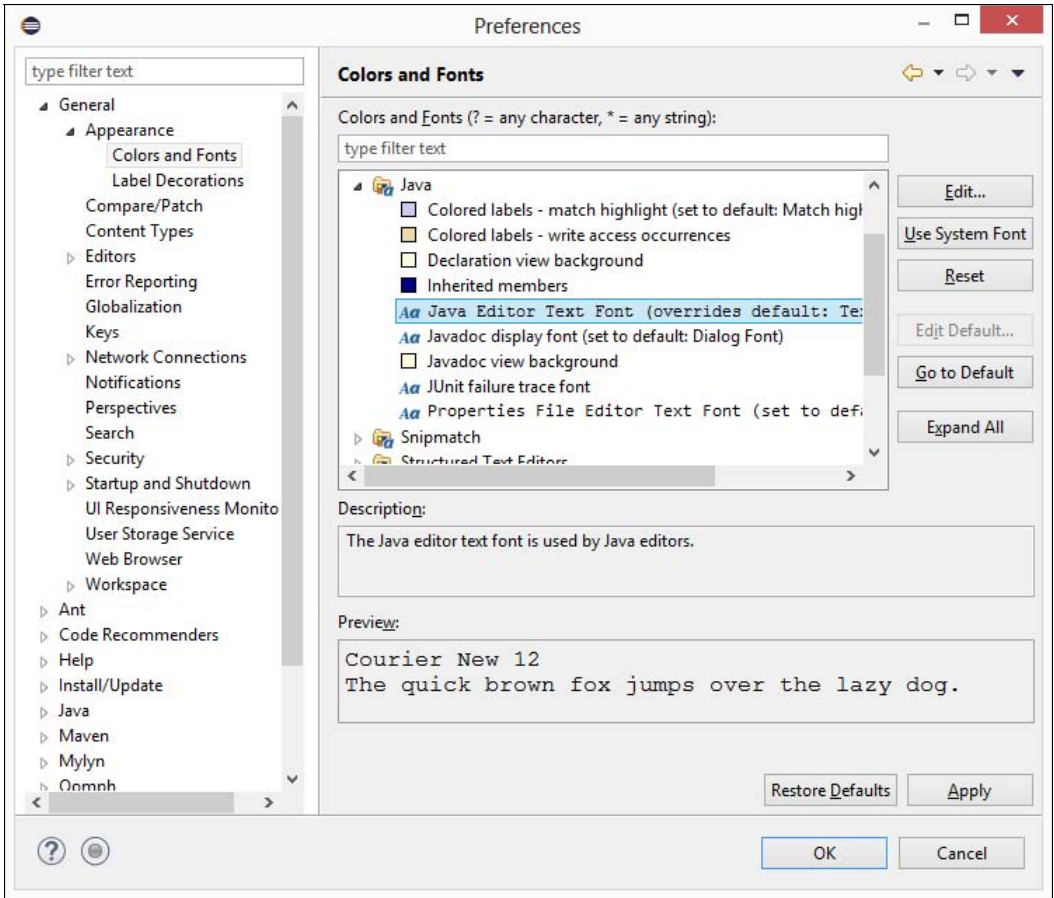 Preferences
type filter text
General
Appearance
Colors and Fonts
Label Decorations
Compare/Patch
Content Types
Editors
Error Reporting
Globalization
Keys
Network Connections
Notifications
Perspectives
Search
Security
Startup and Shutdown
UI Responsiveness Monito
User Storage Service
Web Browser
Workspace
Ant
Code Recommenders
Help
Install/Update
Java
Maven
Mylyn
Oomph
Colors and Fonts
Colors and Fonts (? = any character, * = any string):
type filter text
Java
Colored labels - match highlight (set to default: Match high
Colored labels - write access occurrences
Declaration view background
Inherited members
Aa Java Editor Text Font (overrides default: Te
Aa Javadoc display font (set to default: Dialog Font)
Javadoc view background
Aa JUnit failure trace font
Aa Properties File Editor Text Font (set to defa
Snipmatch
Structured Text Editors
Edit...
Use System Font
Reset
Edit Default...
Go to Default
Expand All
Description:
The Java editor text font is used by Java editors.
Preview:
Courier New 12
The quick brown fox jumps over the lazy dog.
Restore Defaults
Apply
OK
Cancel